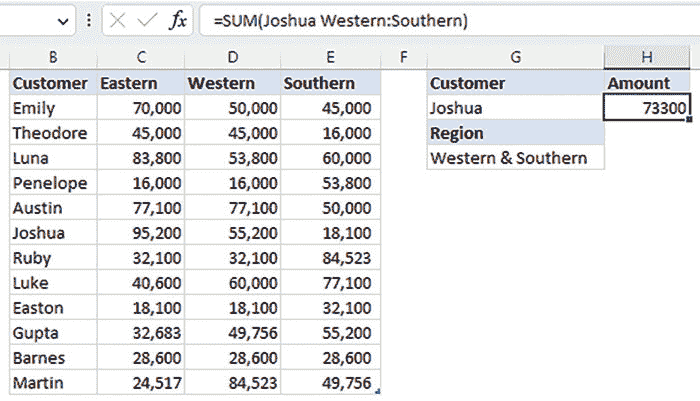 fx =SUM(Joshua Western:Southern)
B C D E F G H
Customer Eastern Western Southern Customer Amount
Emily 70,000 50,000 45,000 Joshua 73300
Theodore 45,000 45,000 16,000 Region
Luna 83,800 53,800 60,000 Western & Southern
Penelope 16,000 16,000 53,800
Austin 77,100 77,100 50,000
Joshua 95,200 55,200 18,100
Ruby 32,100 32,100 84,523
Luke 40,600 60,000 77,100
Easton 18,100 18,100 32,100
Gupta 32,683 49,756 55,200
Barnes 28,600 28,600 28,600
Martin 24,517 84,523 49,756